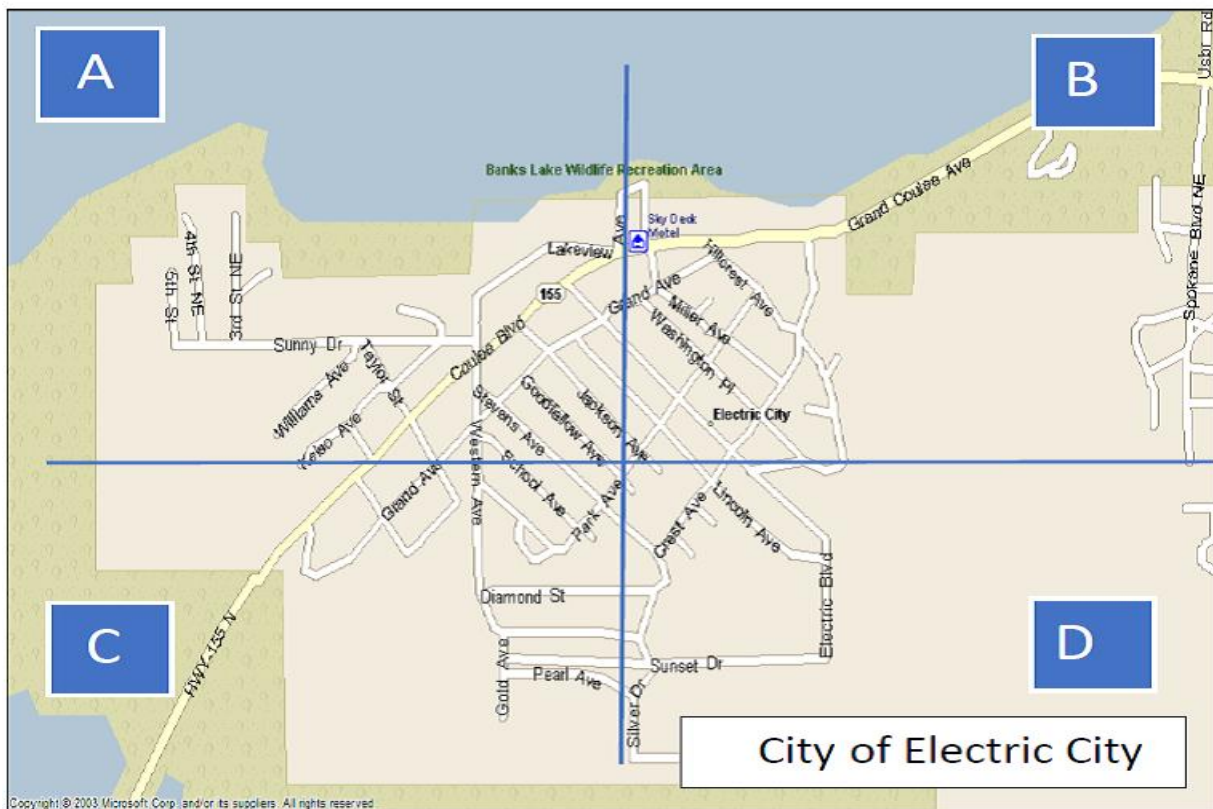 A
B
Usbr Rd
Banks Lake Wildlife Recreation Area
Sky Deck
Motel
Grand Coulee Ave
Lakeview Ave
Hillcrest Ave
4th St NE
5th St
3rd St NE
155
Grand Ave
Miller Ave
Spokane Blvd NE
Washington Pl
Sunny Dr
Coulee Blvd
Taylor St
Williams Ave
Kelso Ave
Stevens Ave
Goodfellow Ave
Jackson Ave
Electric City
Western Ave
School Ave
Grand Ave
Park Ave
Lincoln Ave
Crest Ave
Electric Blvd
Diamond St
C
D
HWY 155 N
Gold Ave
Pearl Ave
Sunset Dr
Silver Dr
City of Electric City
Copyright © 2003 Microsoft Corp. and/or its suppliers. All rights reserved.